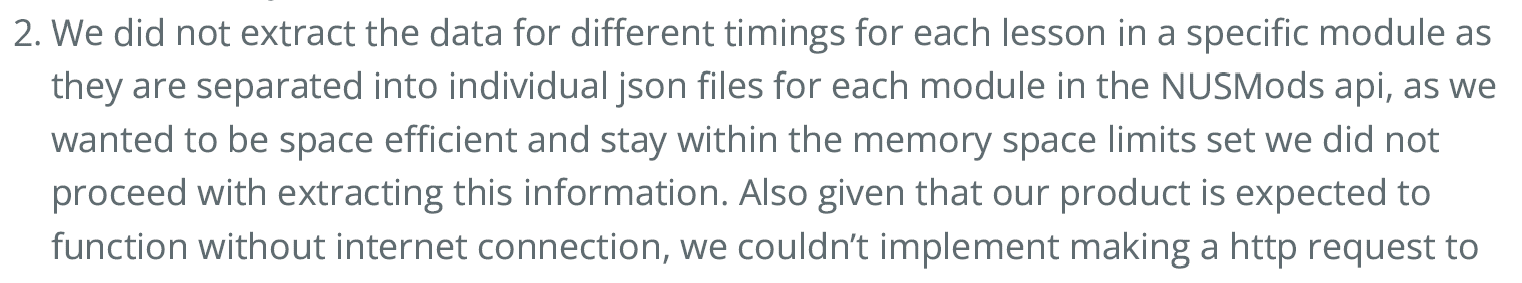 2. We did not extract the data for different timings for each lesson in a specific module as
they are separated into individual json files for each module in the NUSMods api, as we
wanted to be space efficient and stay within the memory space limits set we did not
proceed with extracting this information. Also given that our product is expected to
function without internet connection, we couldn't implement making a http request to